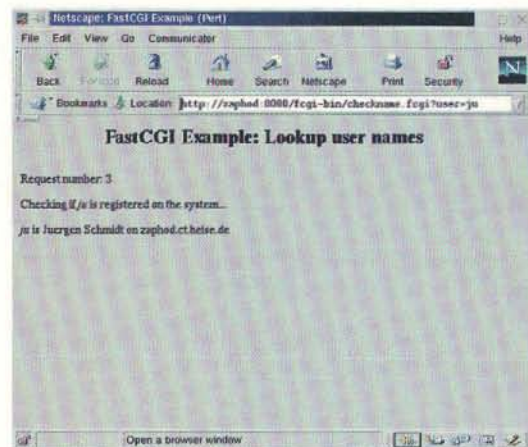 Netscape: FastCGI Example (Perl)
File Edit View Go Communicator Help
Back Forward Reload Home Search Netscape Print Security
N
Bookmarks Location: http://zaphod:8080/fcgi-bin/checkname.fcgi?user=ju
FastCGI Example: Lookup user names
Request number: 3
Checking if ju is registered on the system...
ju is Juergen Schmidt on zaphod.ct.heise.de
Open a browser window